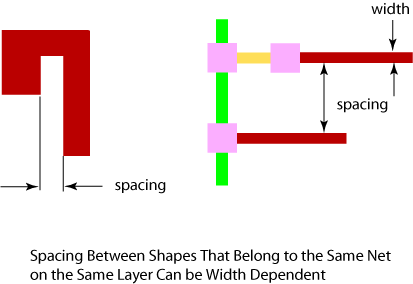 width
spacing
spacing
Spacing Between Shapes That Belong to the Same Net
on the Same Layer Can be Width Dependent